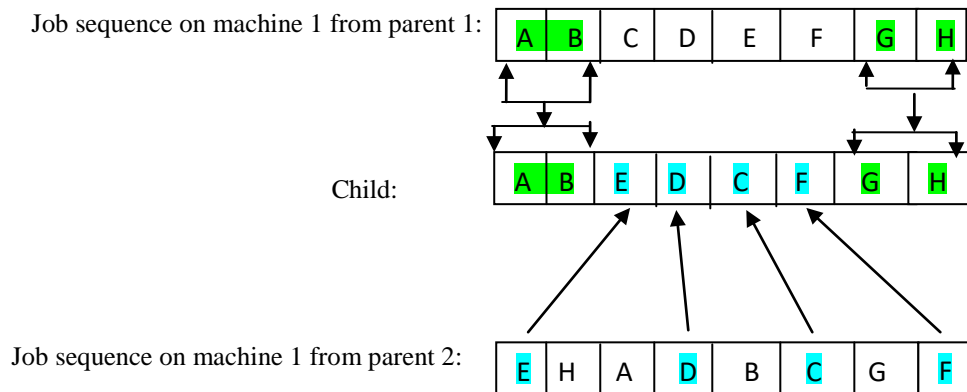 Job sequence on machine 1 from parent 1: A B C D E F G H
Child: A B E D C F G H
Job sequence on machine 1 from parent 2: E H A D B C G F